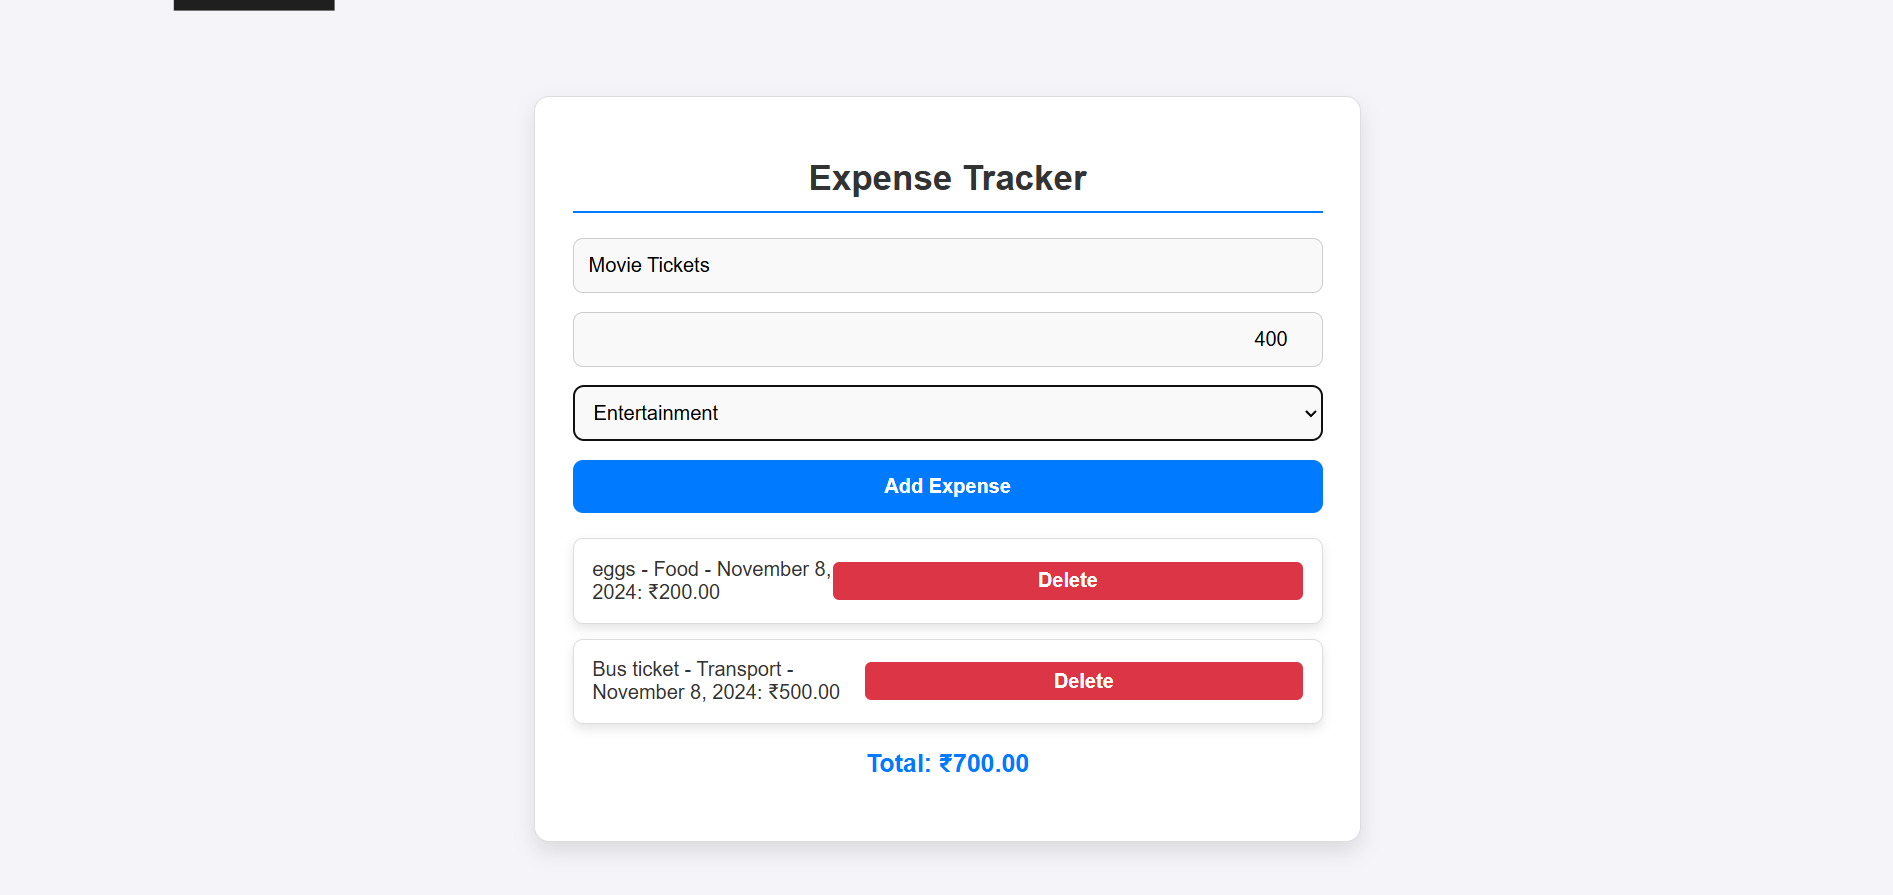 Expense Tracker
Movie Tickets
400
Entertainment
Add Expense
eggs - Food - November 8,
2024: ₹200.00
Delete
Bus ticket - Transport -
November 8, 2024: ₹500.00
Delete
Total: ₹700.00